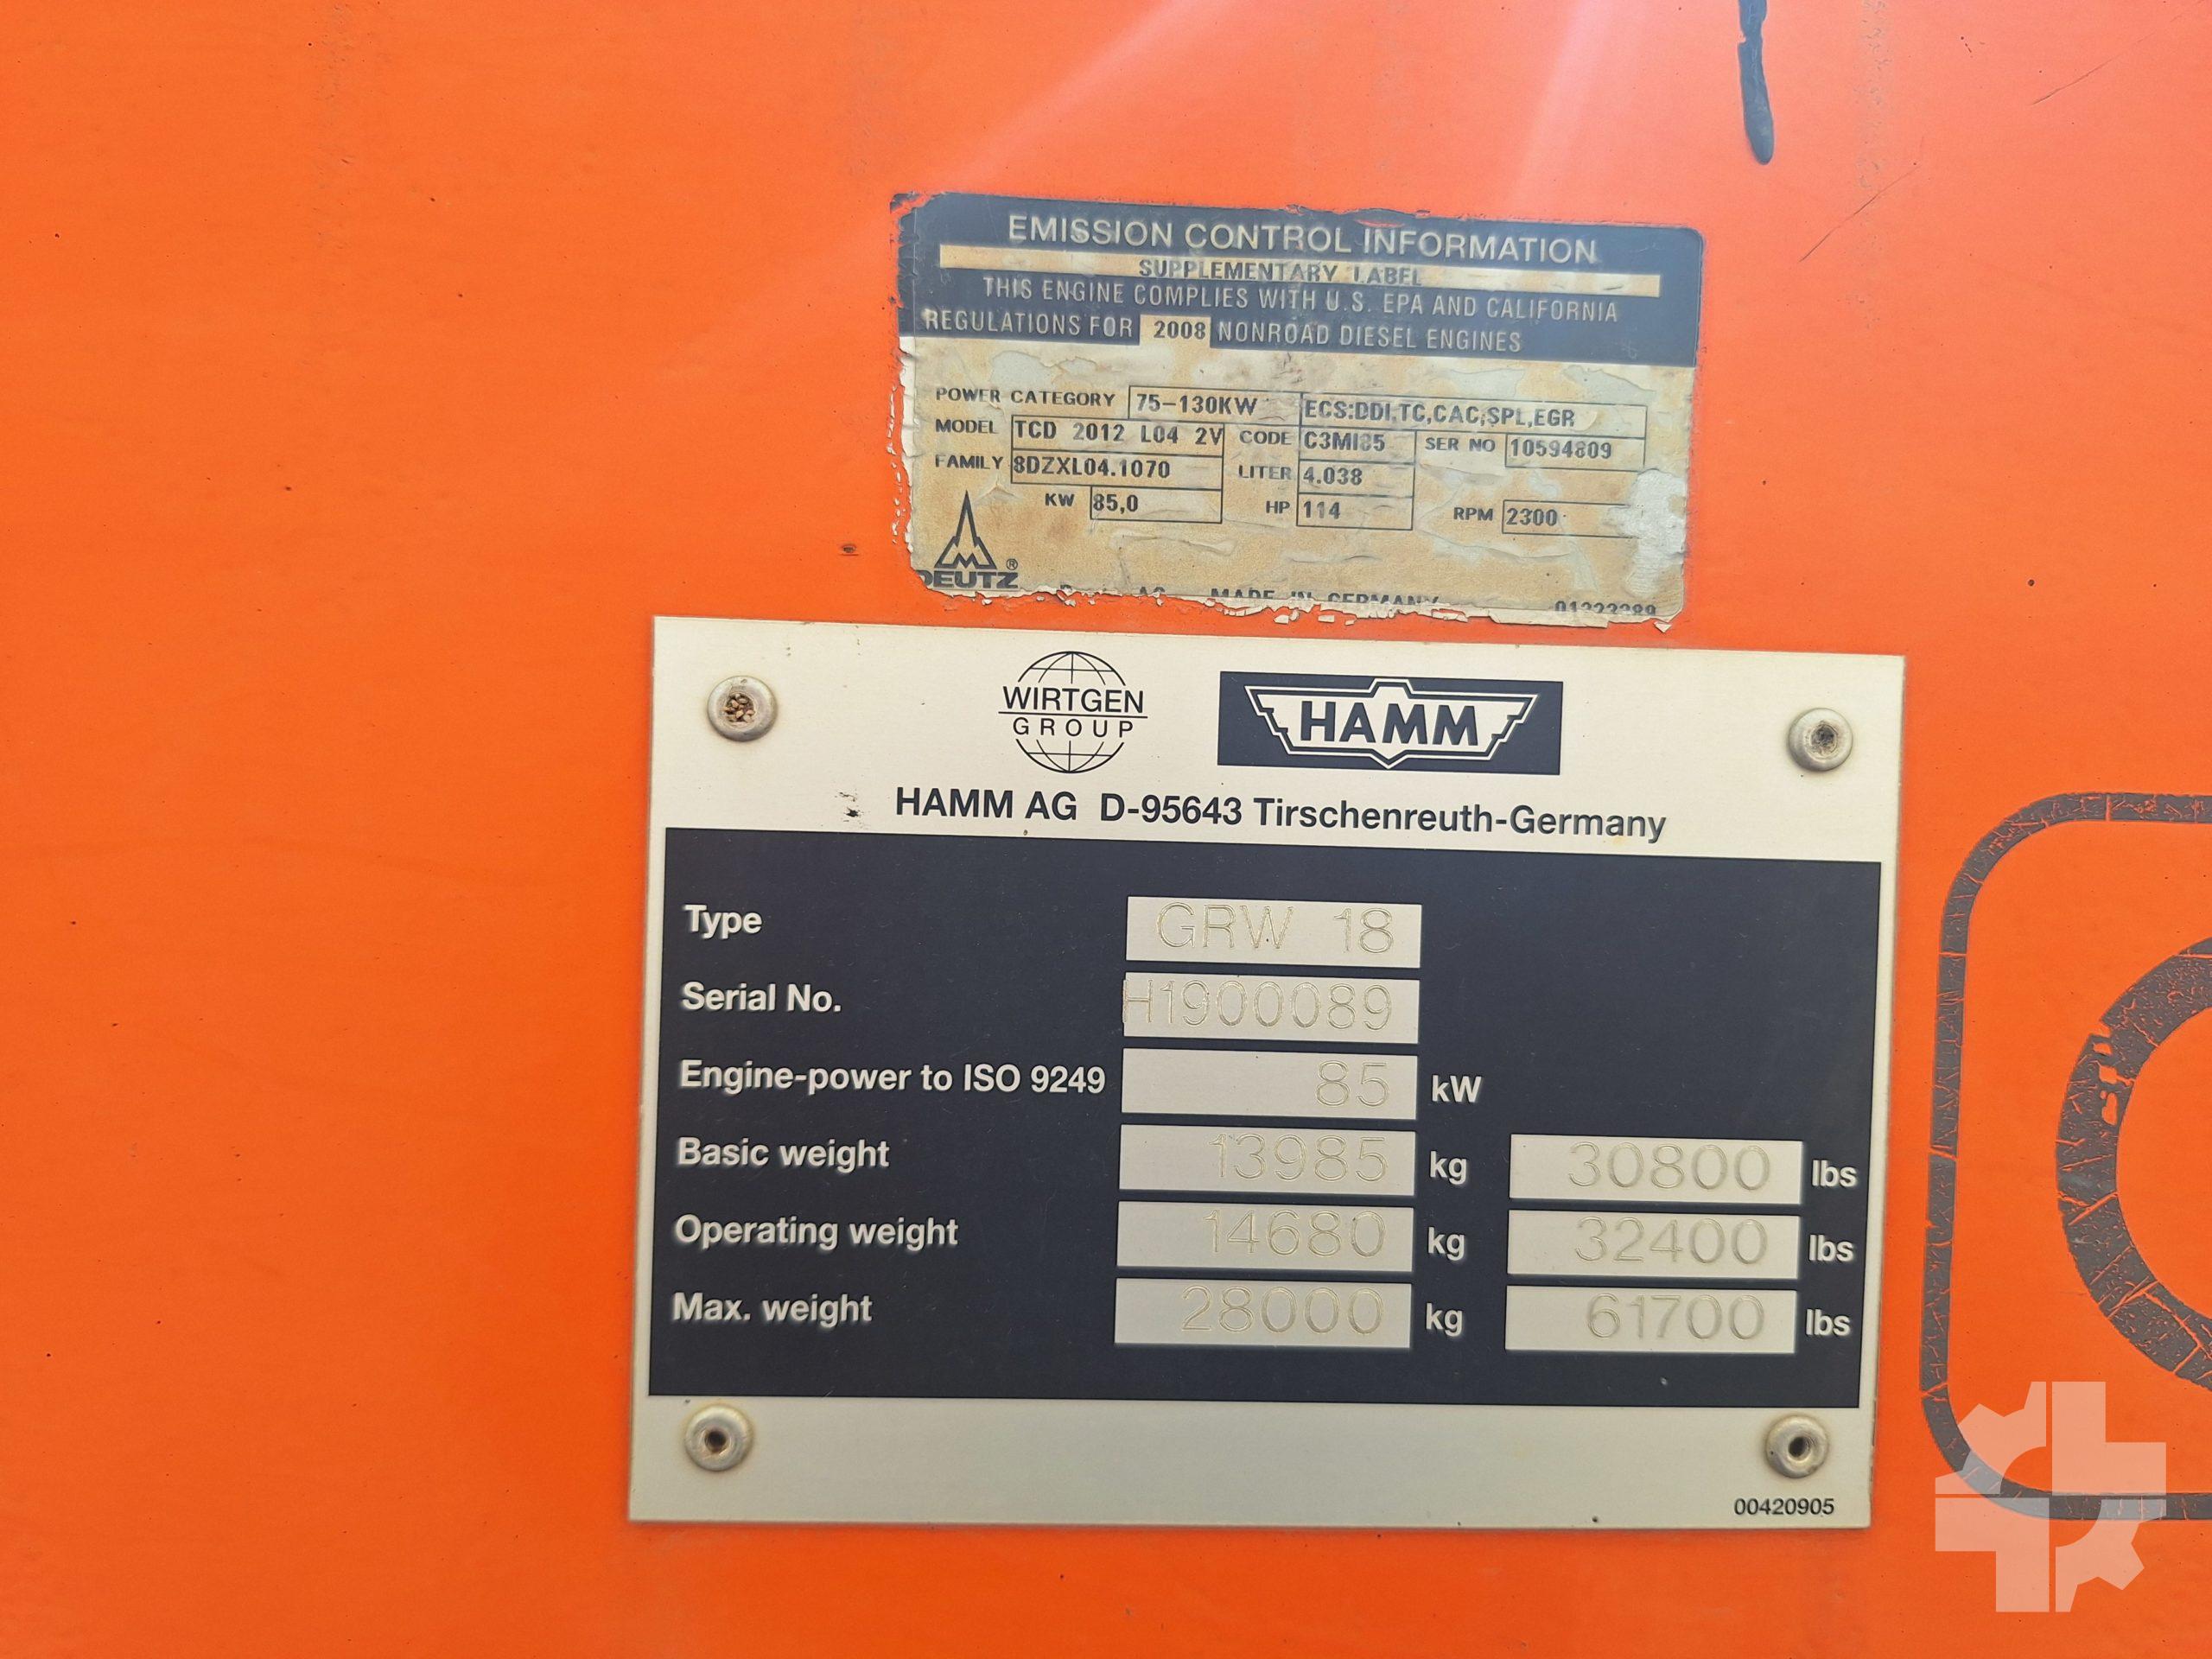 EMISSION CONTROL INFORMATION
SUPPLEMENTARY LABEL
THIS ENGINE COMPLIES WITH U.S. EPA AND CALIFORNIA
REGULATIONS FOR 2008 NONROAD DIESEL ENGINES
POWER CATEGORY 75-130KW ECS:DDI,TC,CAC,SPL,EGR
MODEL TCD 2012 L04 2V CODE SER NO 10594809
FAMILY 8DZXL04.1070 LITER 4.038
KW 85,0 HP 114 RPM 2300
DEUTZ ®
AG MADE IN GERMANY
WIRTGEN
GROUP
HAMM
HAMM AG D-95643 Tirschenreuth-Germany
Type GRW 18
Serial No. H1900089
Engine-power to ISO 9249 85 kW
Basic weight 13985 kg 30800 lbs
Operating weight 14680 kg 32400 lbs
Max. weight 28000 kg 61700 lbs
00420905